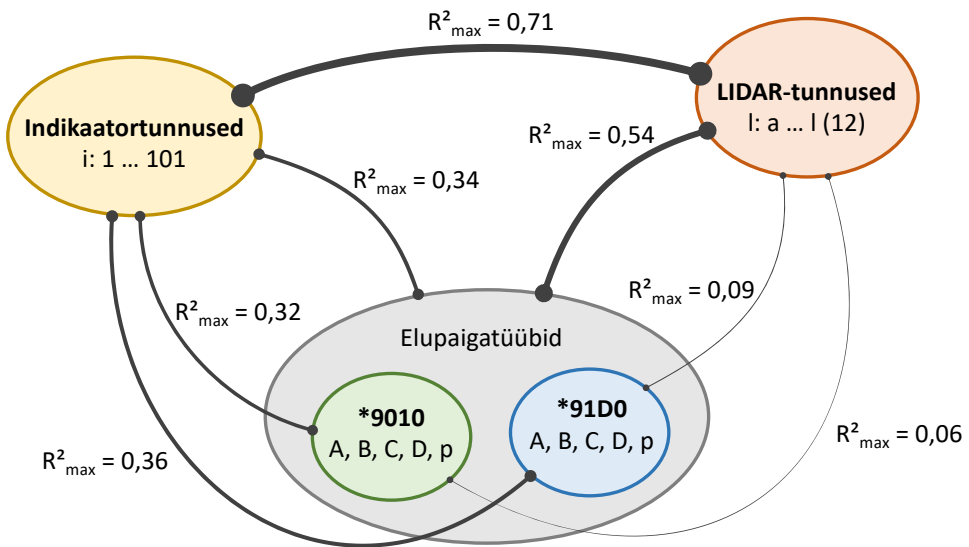 R²max = 0,71
Indikaatortunnused
i: 1 ... 101
LIDAR-tunnused
l: a ... l (12)
R²max = 0,54
R²max = 0,34
R²max = 0,09
R²max = 0,32
Elupaigatüübid
*9010
A, B, C, D, p
*91D0
A, B, C, D, p
R²max = 0,06
R²max = 0,36